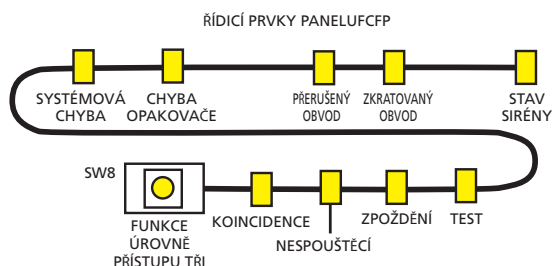 ŘÍDICÍ PRVKY PANELUFCFP
SYSTÉMOVÁ CHYBA
CHYBA OPAKOVAČE
PŘERUŠENÝ OBVOD
ZKRATOVANÝ OBVOD
STAV SIRÉNY
SW8
FUNKCE ÚROVNĚ PŘÍSTUPU TŘI
KOINCIDENCE
NESPOUŠTĚCÍ
ZPOŽDĚNÍ
TEST